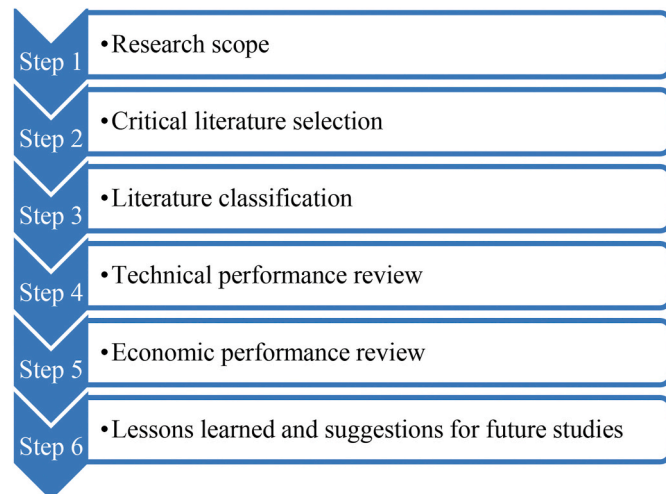 Step 1
•Research scope
Step 2
•Critical literature selection
Step 3
•Literature classification
Step 4
•Technical performance review
Step 5
•Economic performance review
Step 6
•Lessons learned and suggestions for future studies